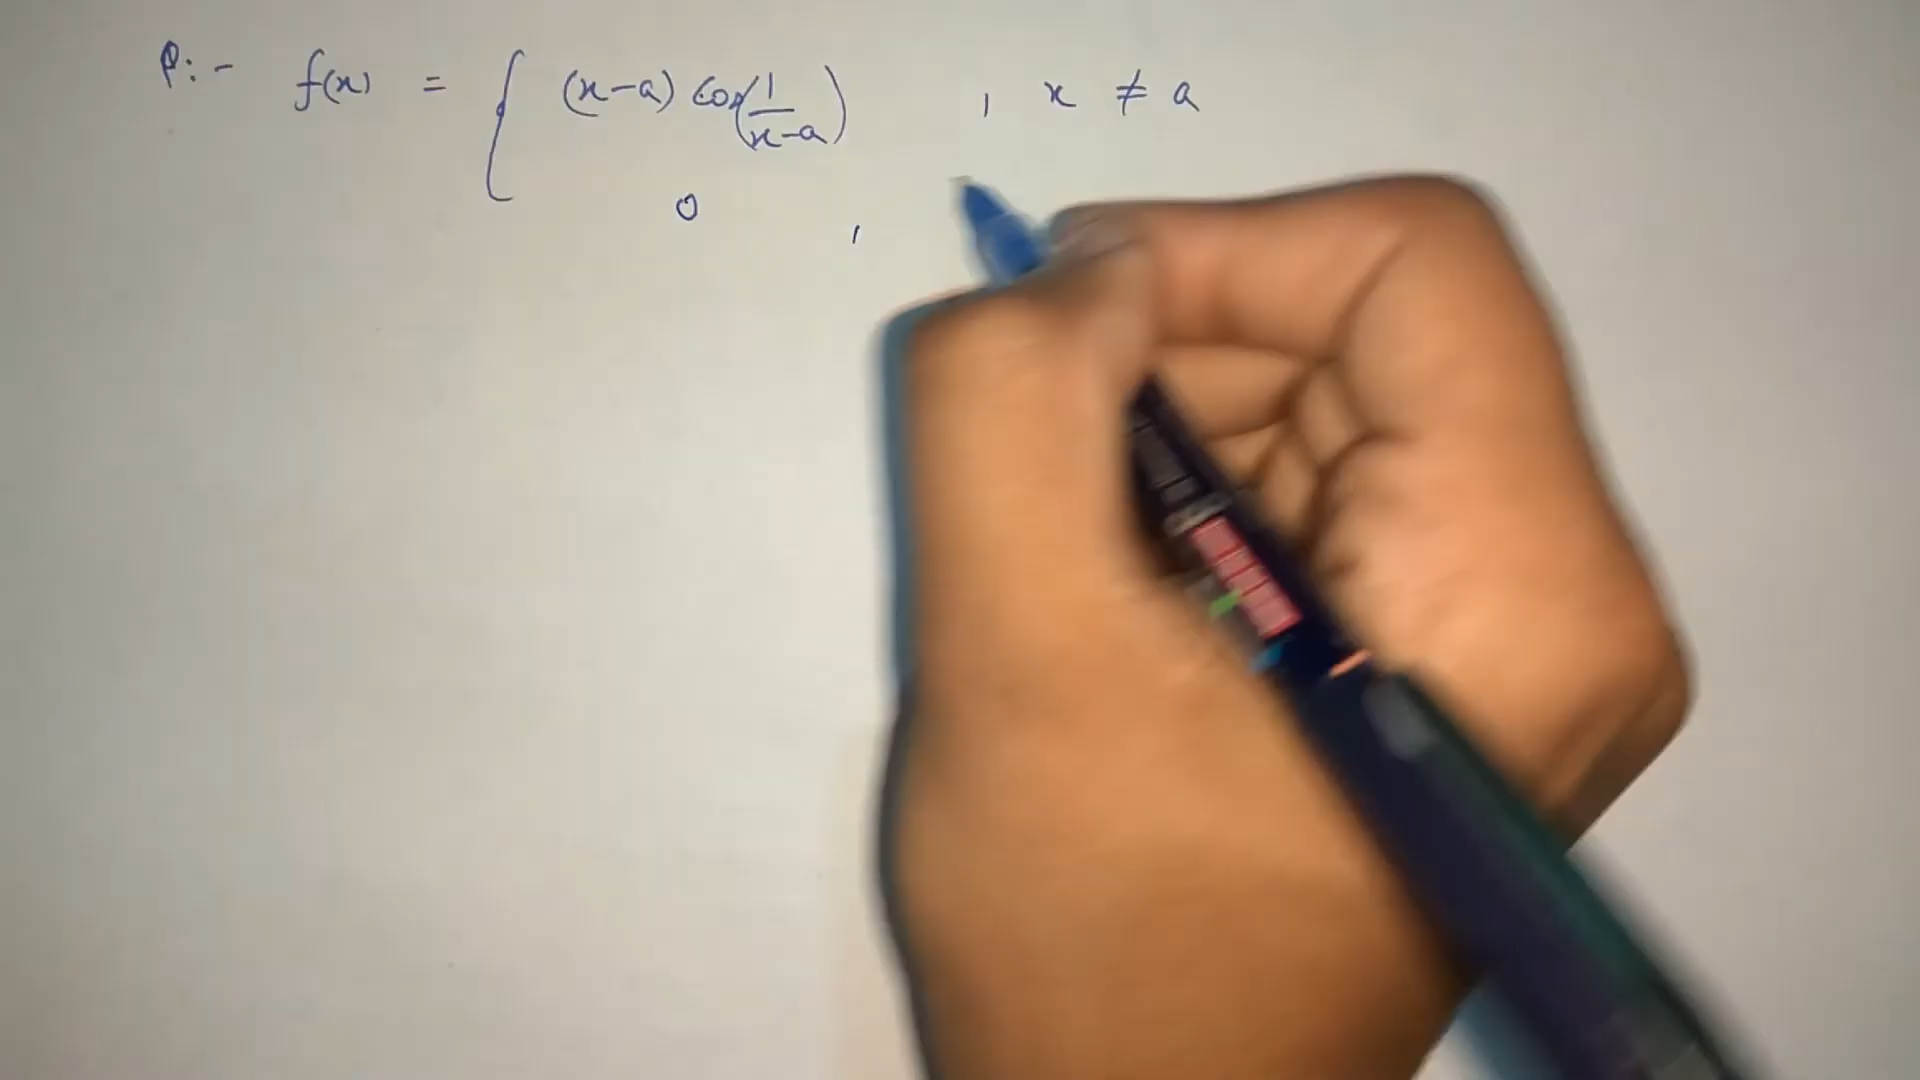 Q:- f(x) = { (x-a) cos(1/(x-a)) , x ≠ a
0 ,